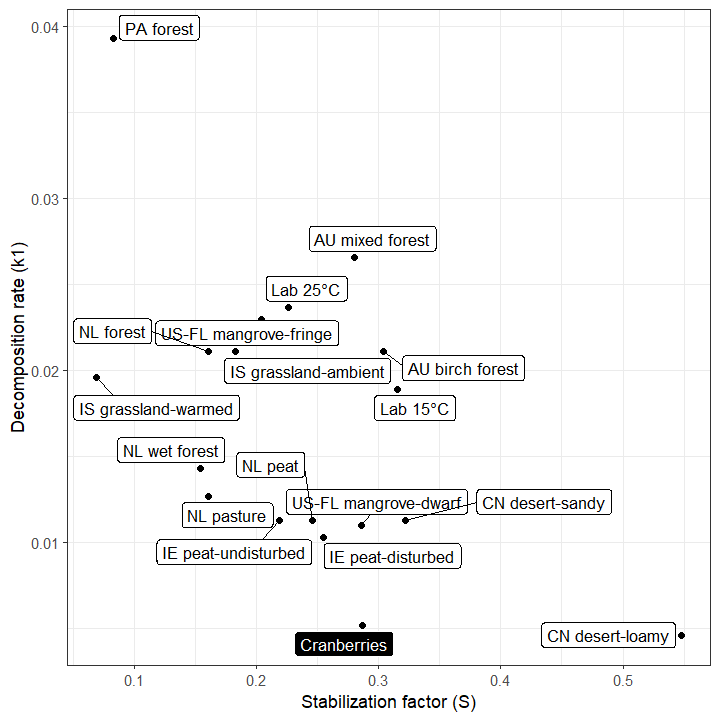 0.04
PA forest
0.03
AU mixed forest
Lab 25°C
NL forest
US-FL mangrove-fringe
0.02
IS grassland-ambient
AU birch forest
IS grassland-warmed
Lab 15°C
NL wet forest
NL peat
US-FL mangrove-dwarf
CN desert-sandy
NL pasture
0.01
IE peat-undisturbed
IE peat-disturbed
Cranberries
CN desert-loamy
Decomposition rate (k1)
0.1
0.2
0.3
0.4
0.5
Stabilization factor (S)